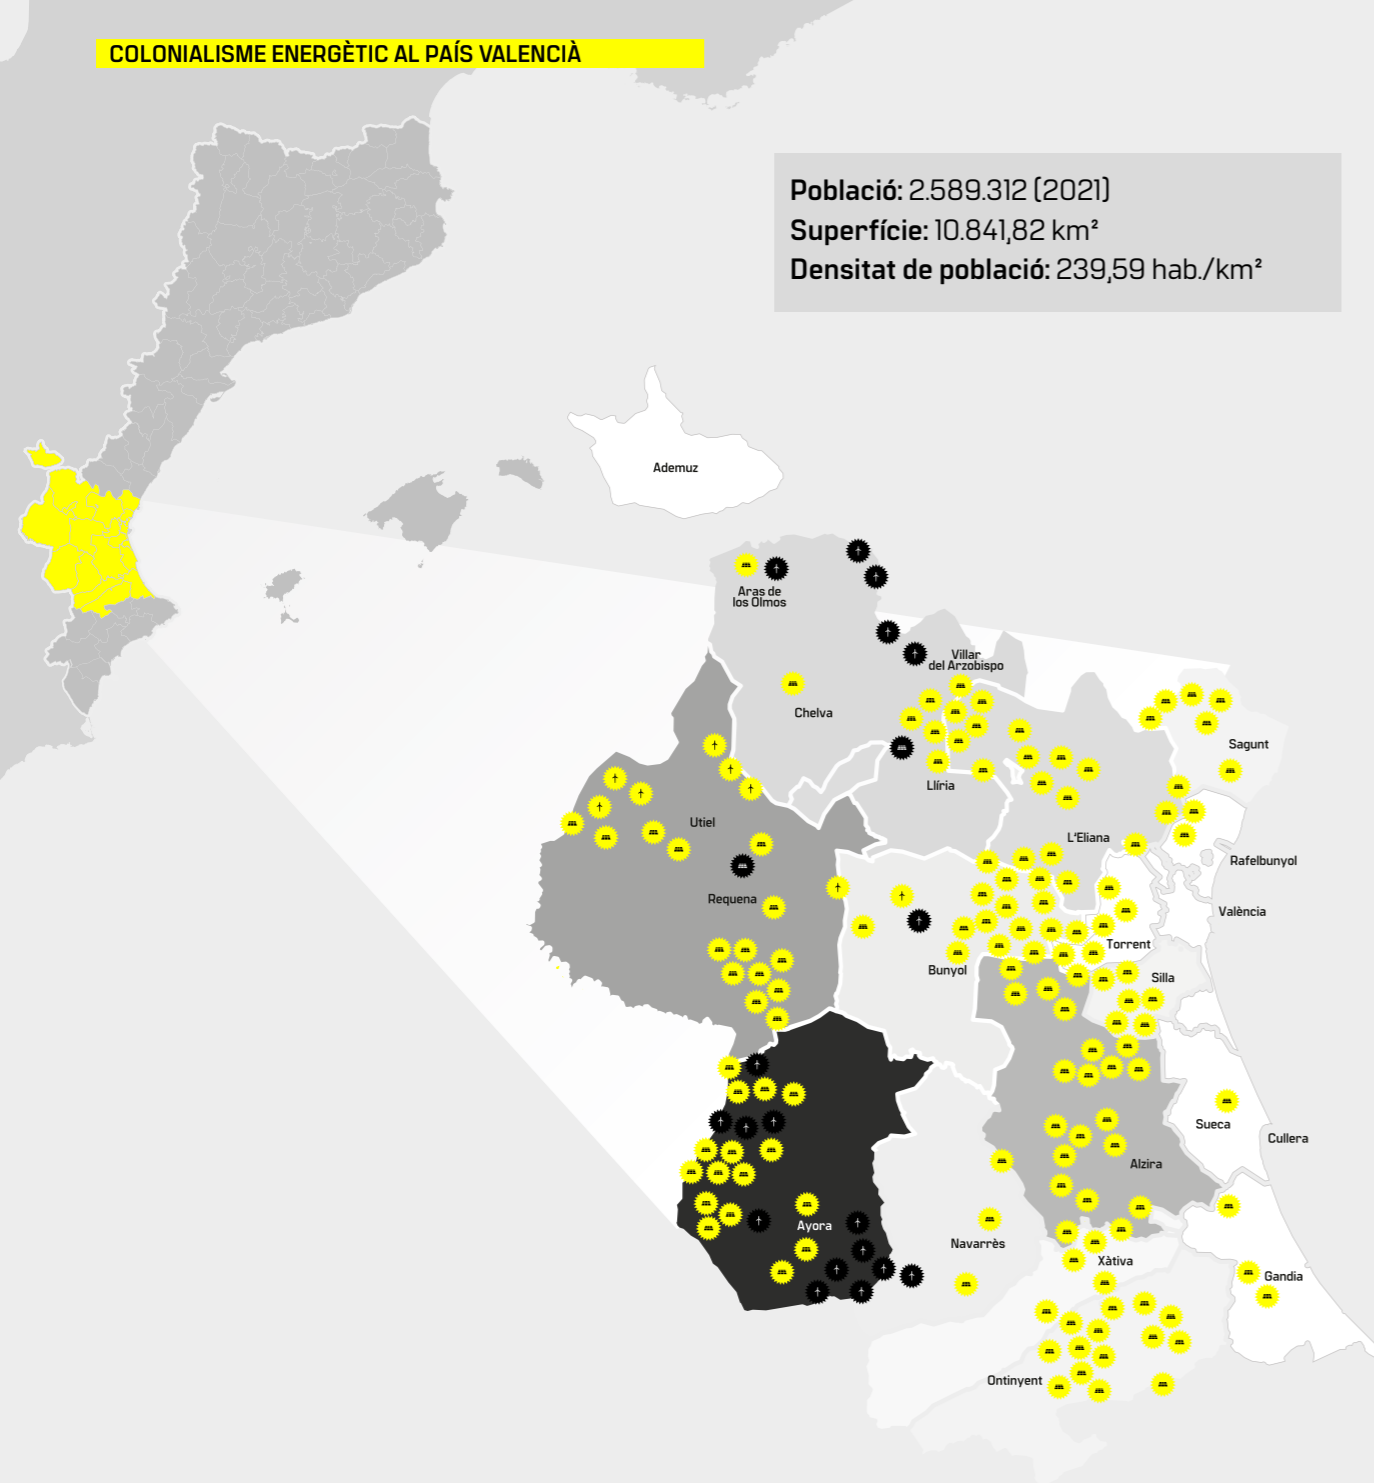 COLONIALISME ENERGÈTIC AL PAÍS VALENCIÀ
Població: 2.589.312 (2021)
Superfície: 10.841,82 km²
Densitat de població: 239,59 hab./km²
Ademuz
Aras de
los Olmos
Villar
del Arzobispo
Chelva
Sagunt
Llíria
Utiel
L'Eliana
Rafelbunyol
Requena
València
Torrent
Bunyol
Silla
Sueca
Cullera
Alzira
Ayora
Navarrès
Xàtiva
Gandia
Ontinyent